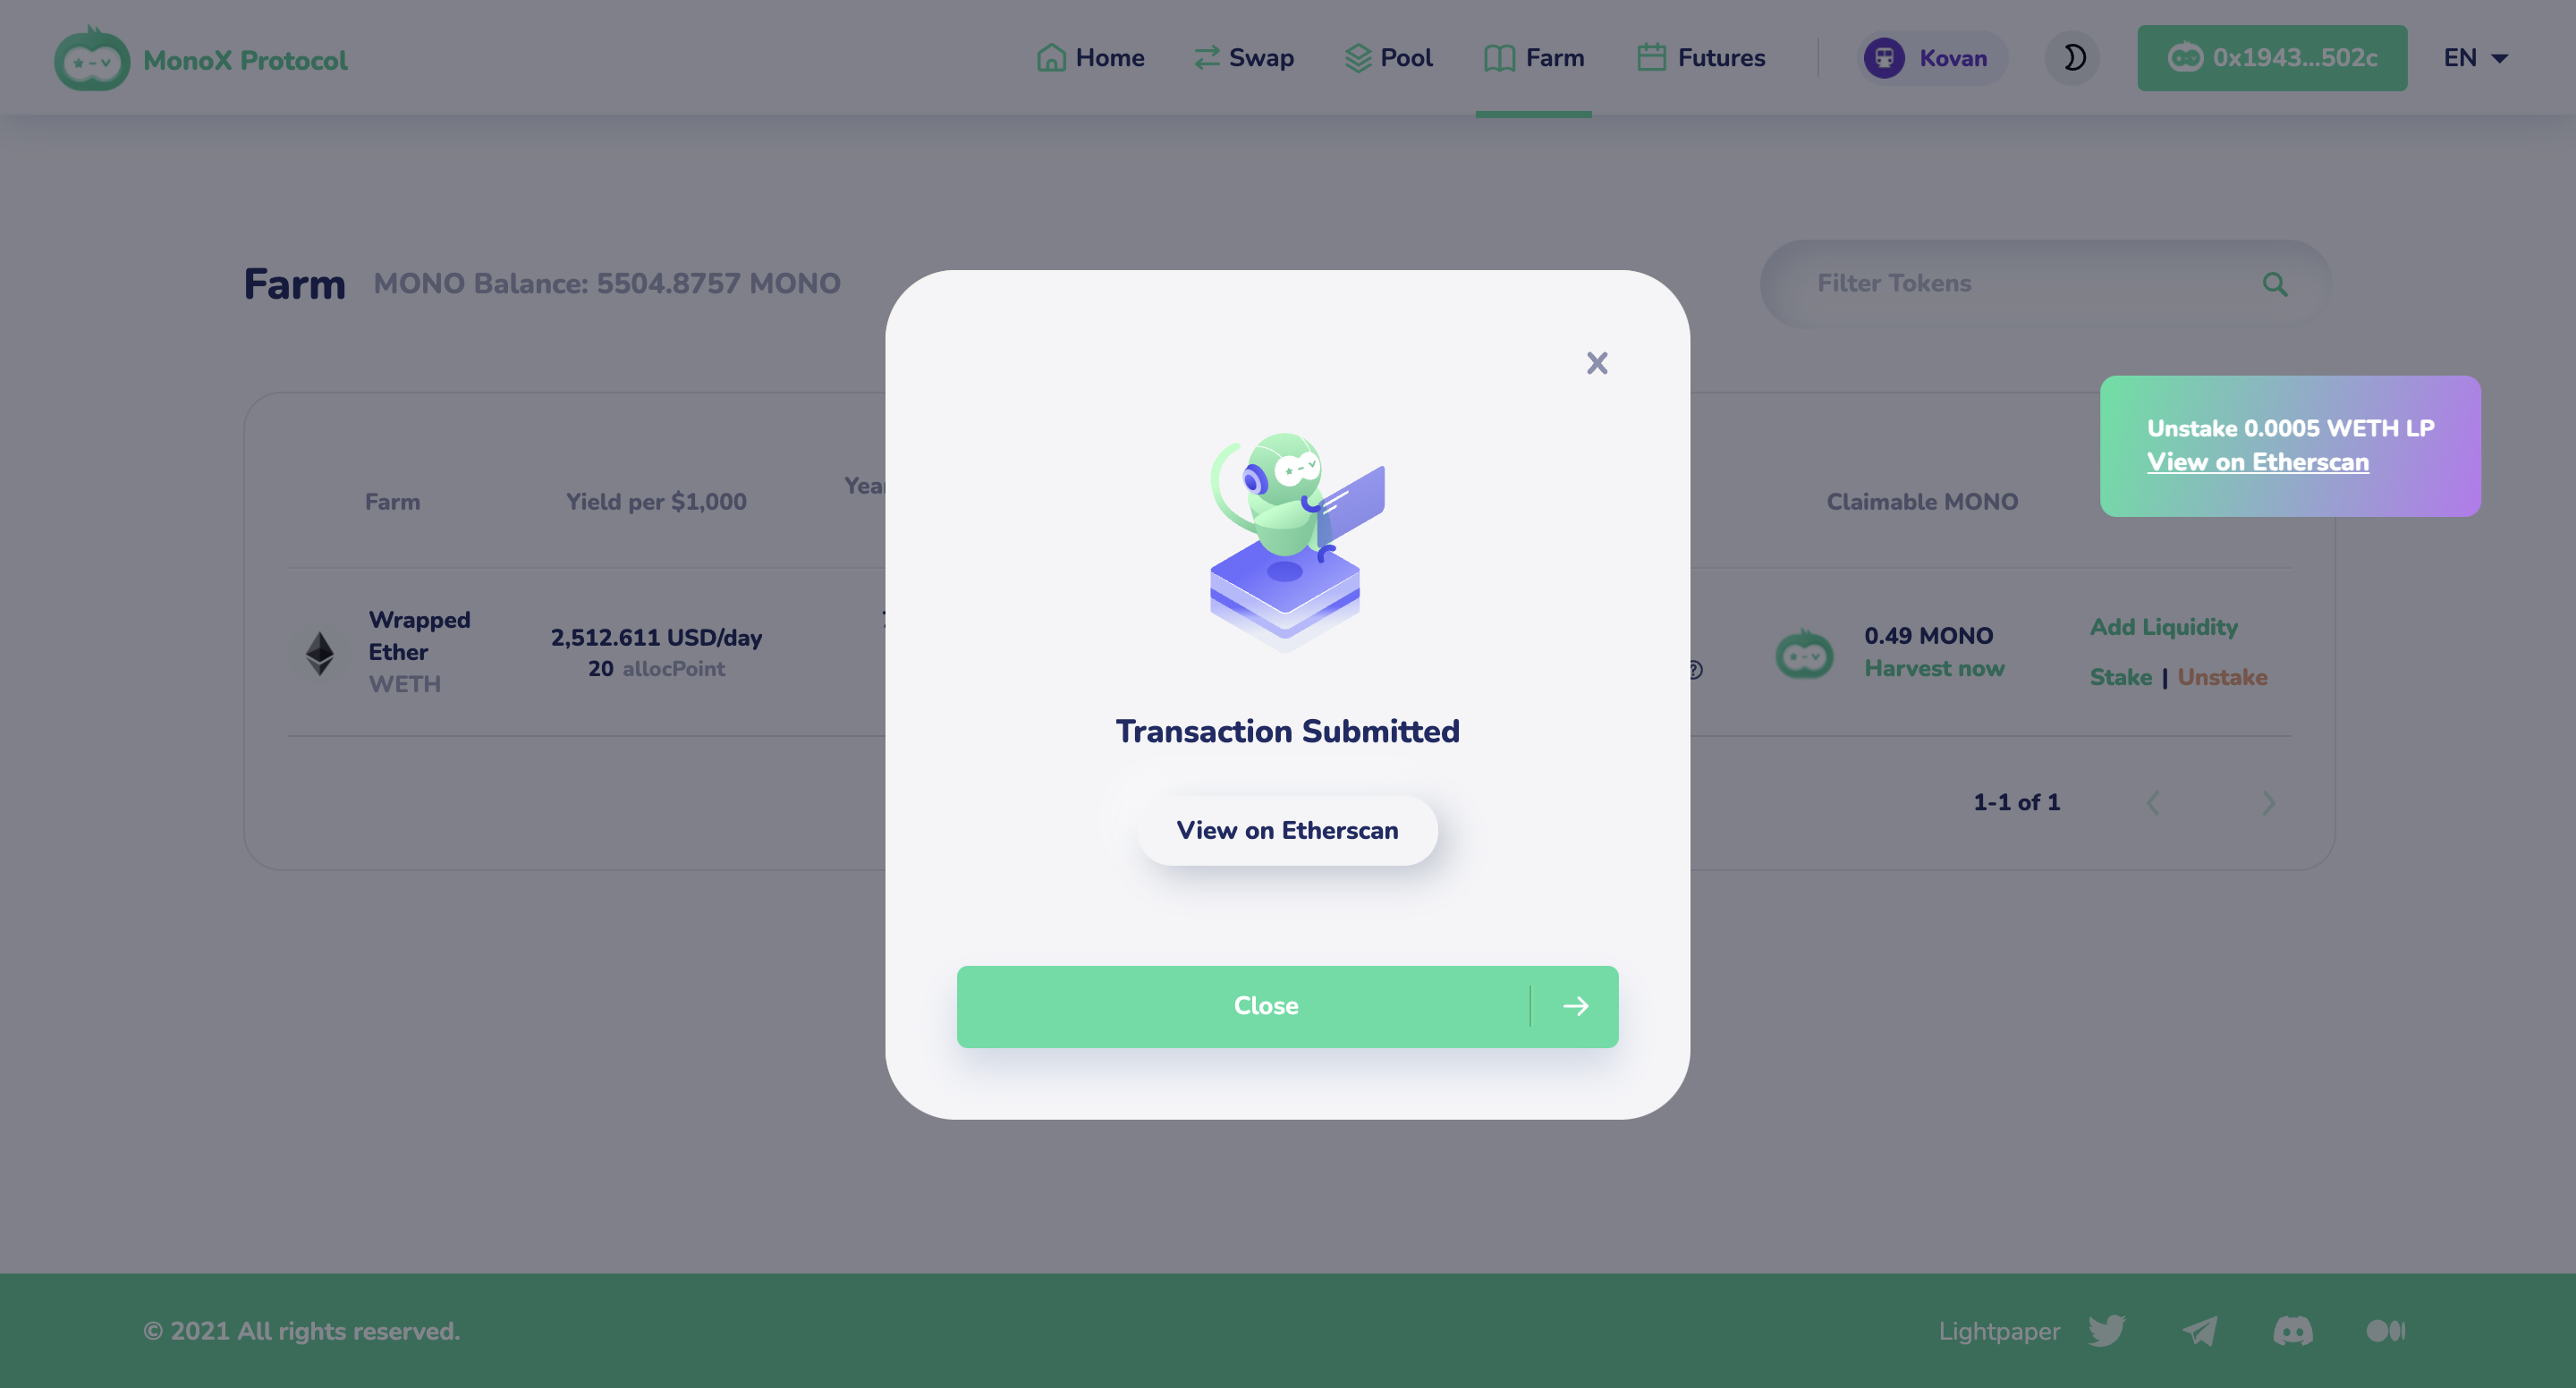 MonoX Protocol
Home
Swap
Pool
Farm
Futures
Kovan
0x1943...502c
EN
Farm
MONO Balance: 5504.8757 MONO
Filter Tokens
Unstake 0.0005 WETH LP
View on Etherscan
Farm
Yield per $1,000
Claimable MONO
Wrapped
Ether
WETH
2,512.611 USD/day
20 allocPoint
0.49 MONO
Harvest now
Add Liquidity
Stake | Unstake
1-1 of 1
X
Transaction Submitted
View on Etherscan
Close
© 2021 All rights reserved.
Lightpaper